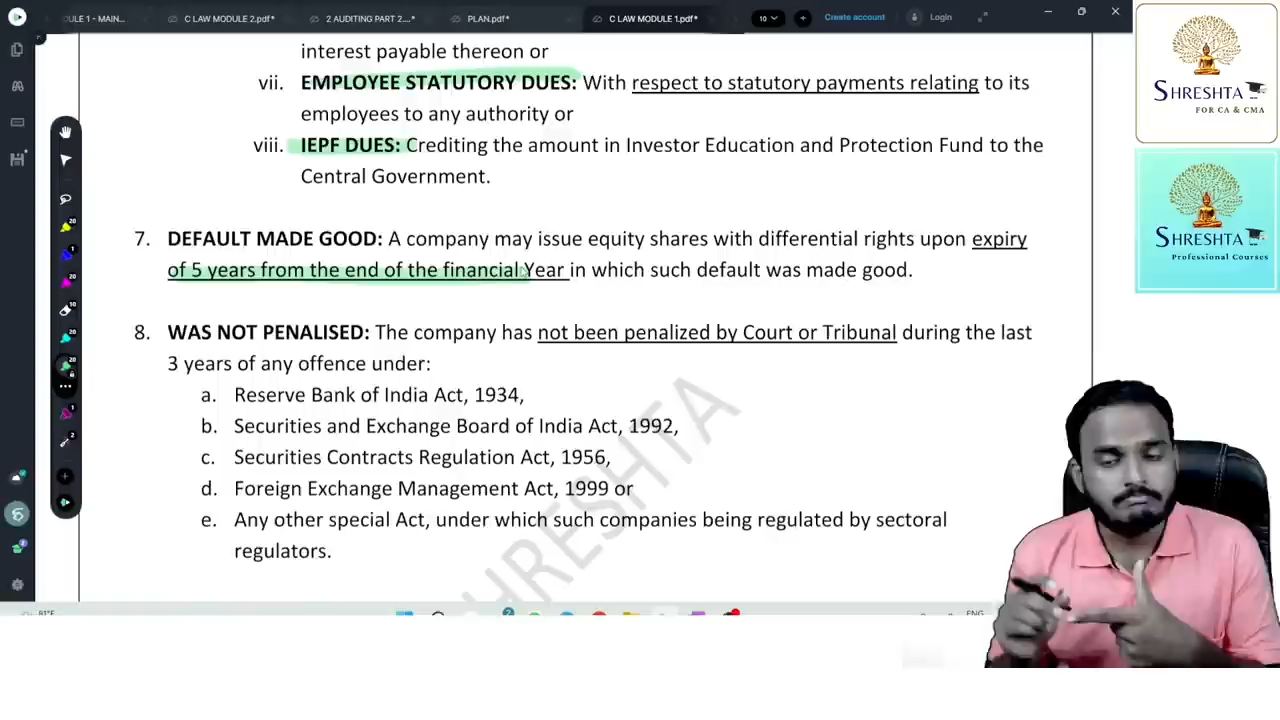 ULE 1 - MAIN...
C LAW MODULE 2.pdf*
2 AUDITING PART 2....*
PLAN.pdf*
C LAW MODULE 1.pdf*
10
Create account
Login
interest payable thereon or
vii. EMPLOYEE STATUTORY DUES: With respect to statutory payments relating to its
employees to any authority or
viii. IEPF DUES: Crediting the amount in Investor Education and Protection Fund to the
Central Government.
7. DEFAULT MADE GOOD: A company may issue equity shares with differential rights upon expiry
of 5 years from the end of the financial Year in which such default was made good.
8. WAS NOT PENALISED: The company has not been penalized by Court or Tribunal during the last
3 years of any offence under:
a. Reserve Bank of India Act, 1934,
b. Securities and Exchange Board of India Act, 1992,
c. Securities Contracts Regulation Act, 1956,
d. Foreign Exchange Management Act, 1999 or
e. Any other special Act, under which such companies being regulated by sectoral
regulators.
SHRESHTA
FOR CA & CMA
SHRESHTA
Professional Courses
HRESHTA
ENG